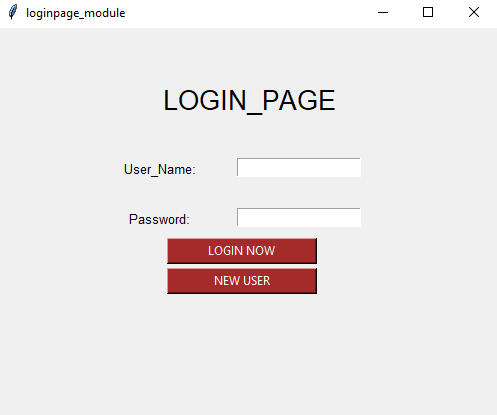 loginpage_module
LOGIN_PAGE
User_Name:
Password:
LOGIN NOW
NEW USER